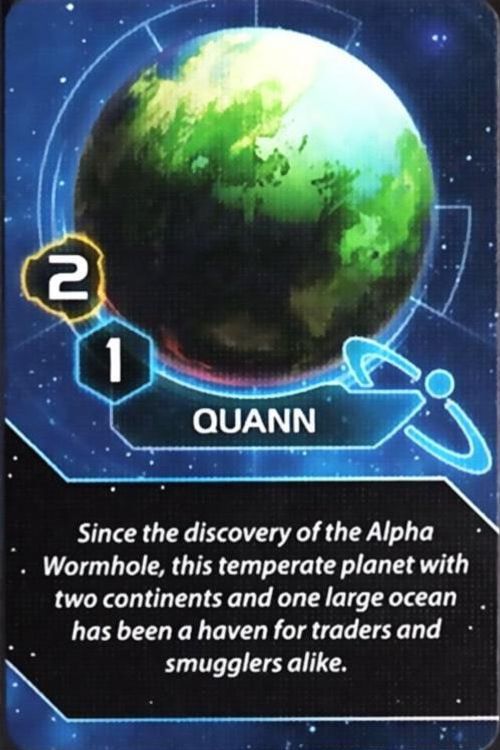 2
1
QUANN
Since the discovery of the Alpha
Wormhole, this temperate planet with
two continents and one large ocean
has been a haven for traders and
smugglers alike.